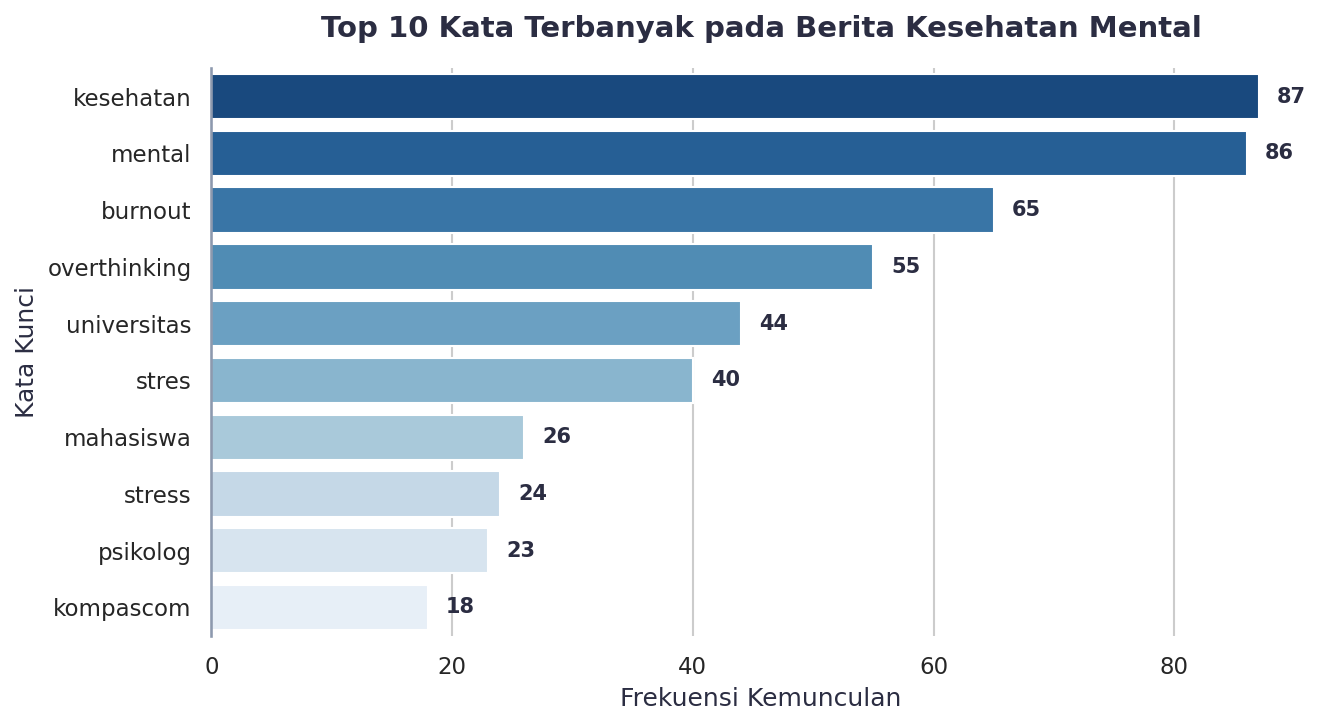 Top 10 Kata Terbanyak pada Berita Kesehatan Mental
Kata Kunci
kesehatan 87
mental 86
burnout 65
overthinking 55
universitas 44
stres 40
mahasiswa 26
stress 24
psikolog 23
kompascom 18
0 20 40 60 80
Frekuensi Kemunculan